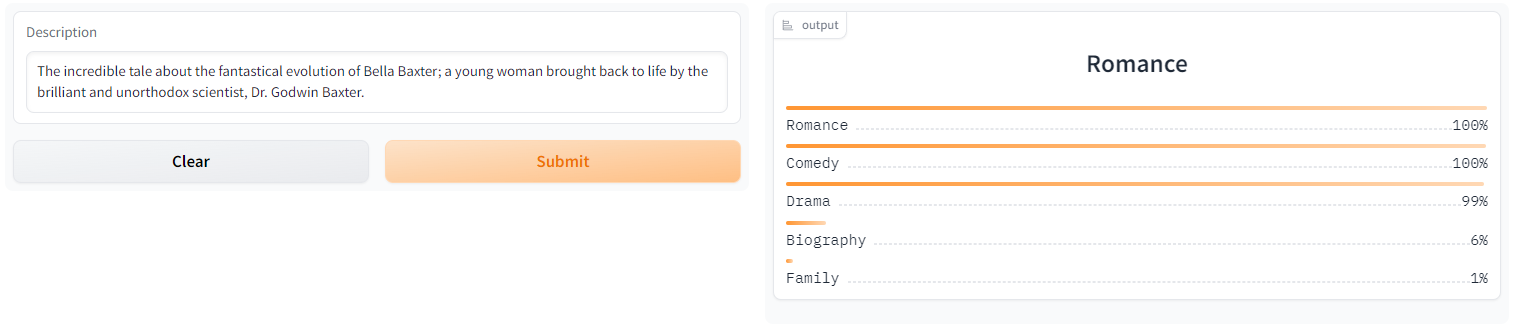 Description
The incredible tale about the fantastical evolution of Bella Baxter; a young woman brought back to life by the
brilliant and unorthodox scientist, Dr. Godwin Baxter.
Clear
Submit
output
Romance
Romance 100%
Comedy 100%
Drama 99%
Biography 6%
Family 1%